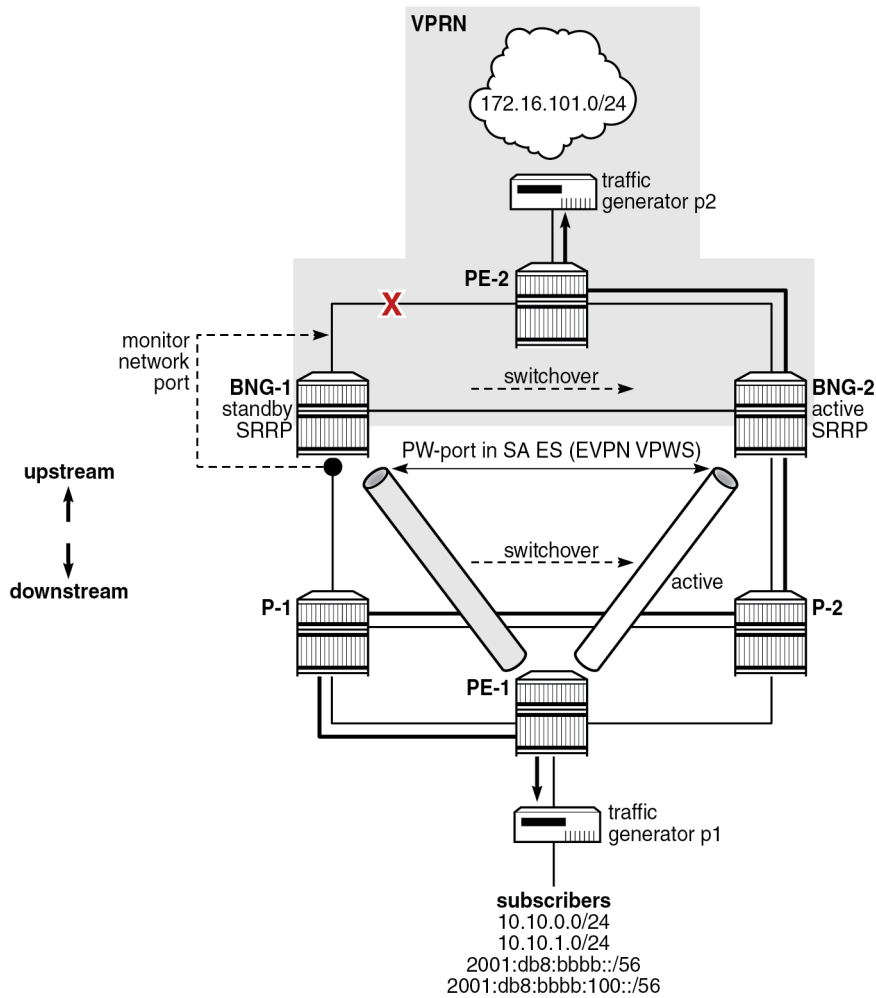 VPRN
172.16.101.0/24
traffic
generator p2
PE-2
X
monitor
network
port
BNG-1
standby
SRRP
switchover
BNG-2
active
SRRP
PW-port in SA ES (EVPN VPWS)
upstream
downstream
switchover
active
P-1
P-2
PE-1
traffic
generator p1
subscribers
10.10.0.0/24
10.10.1.0/24
2001:db8:bbbb::/56
2001:db8:bbbb:100::/56